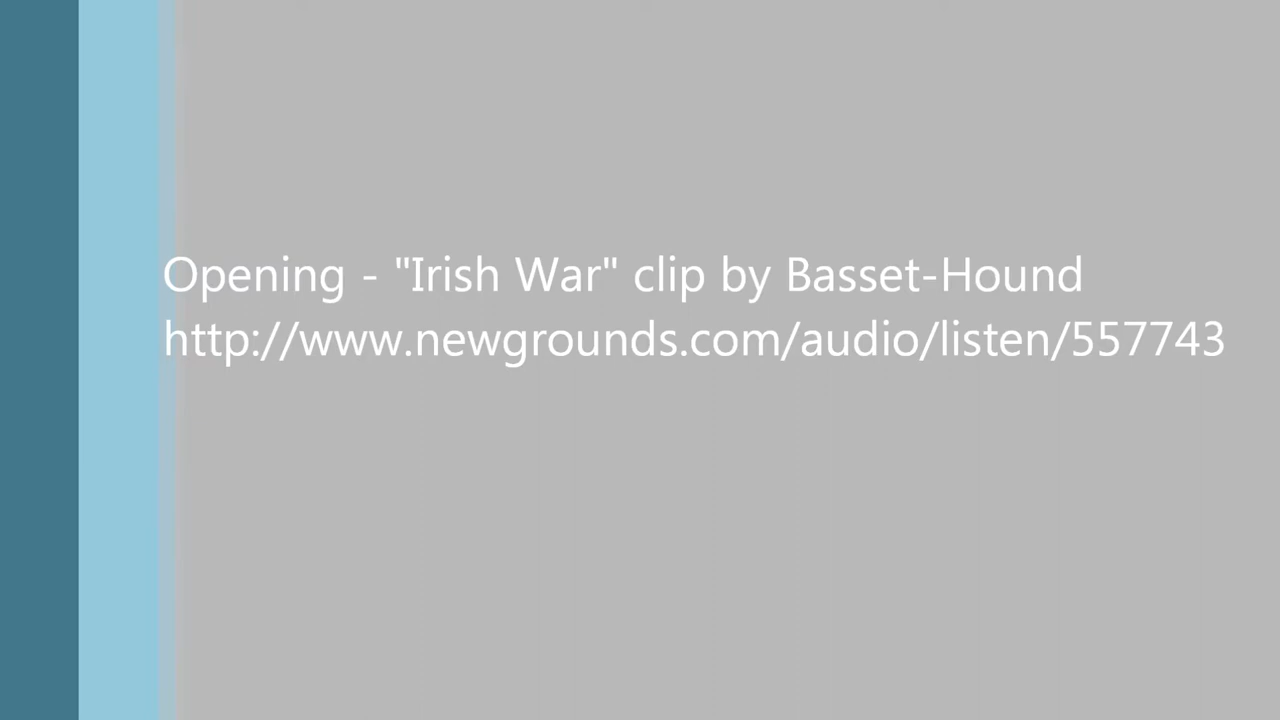 Opening - "Irish War" clip by Basset-Hound
http://www.newgrounds.com/audio/listen/557743